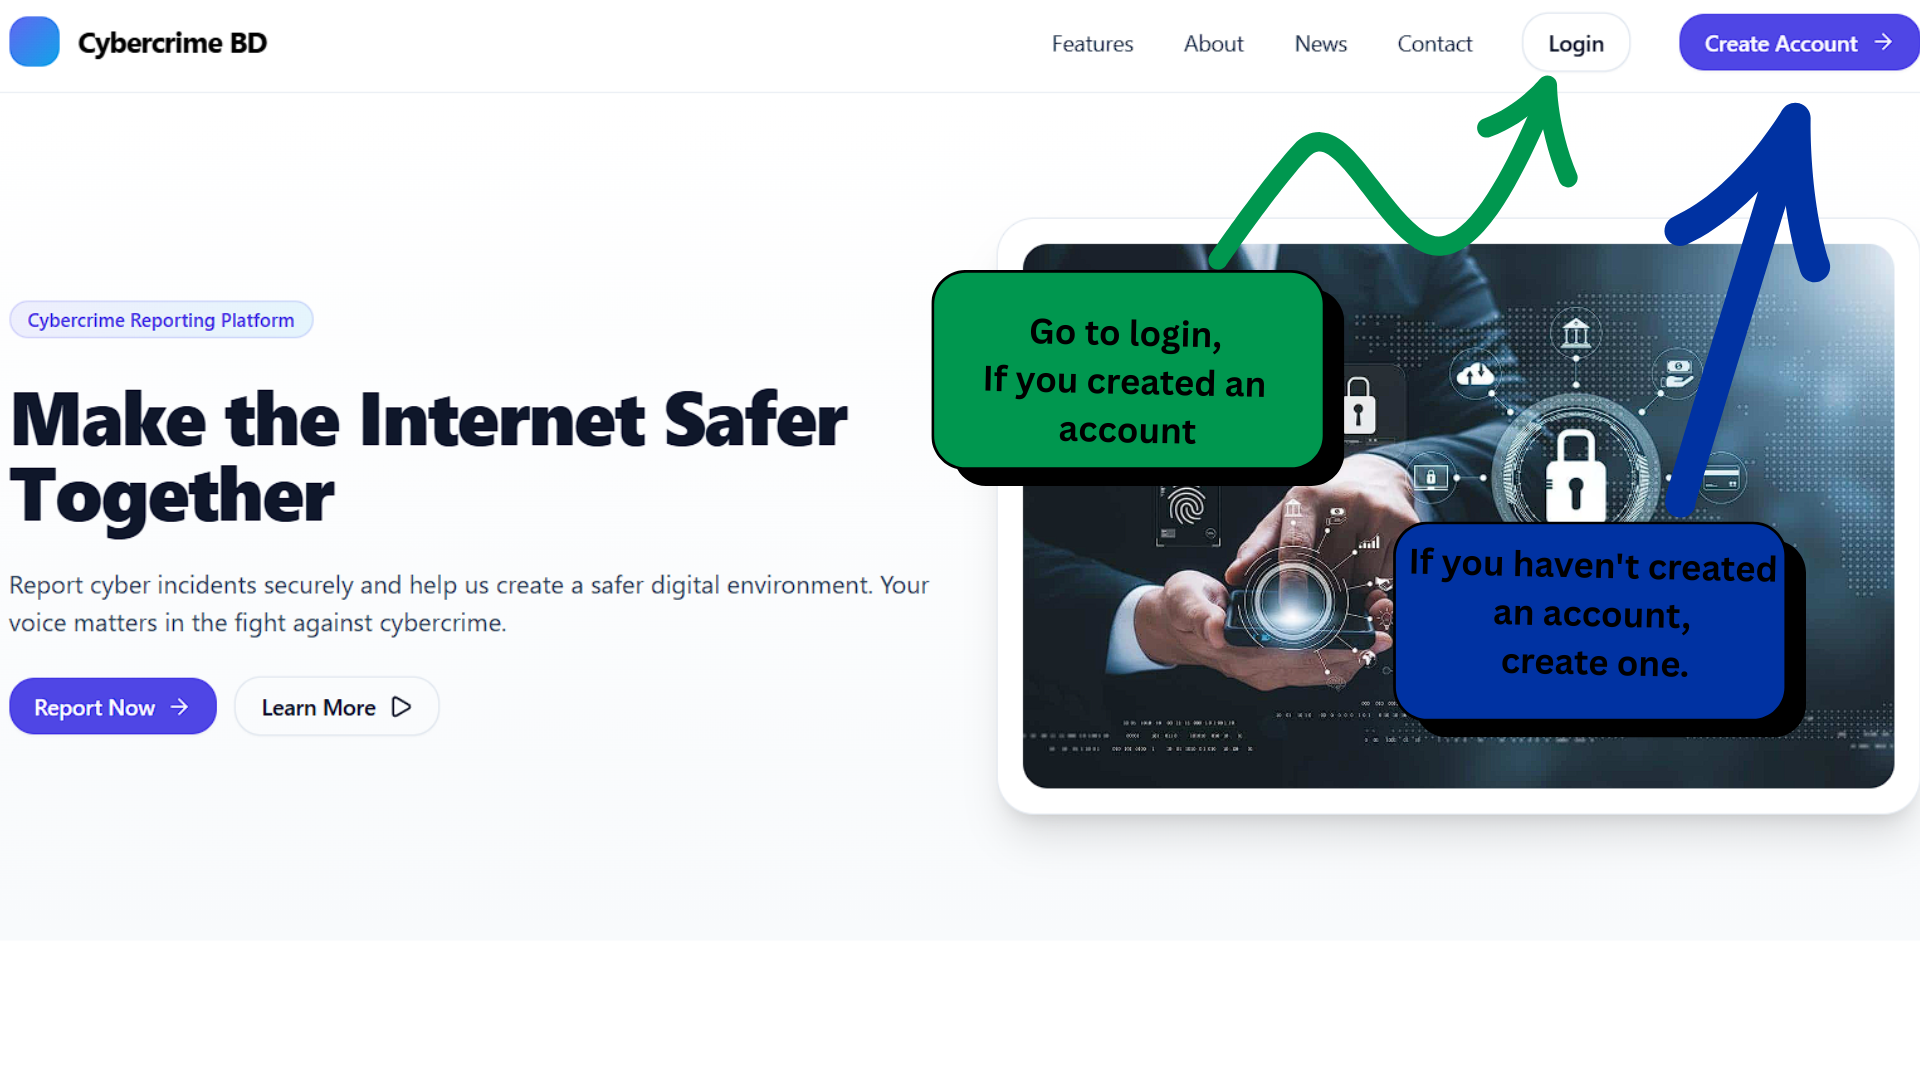 Cybercrime BD
Features
About
News
Contact
Login
Create Account
Cybercrime Reporting Platform
Make the Internet Safer
Together
Report cyber incidents securely and help us create a safer digital environment. Your
voice matters in the fight against cybercrime.
Report Now
Learn More
Go to login,
If you created an
account
If you haven't created
an account,
create one.